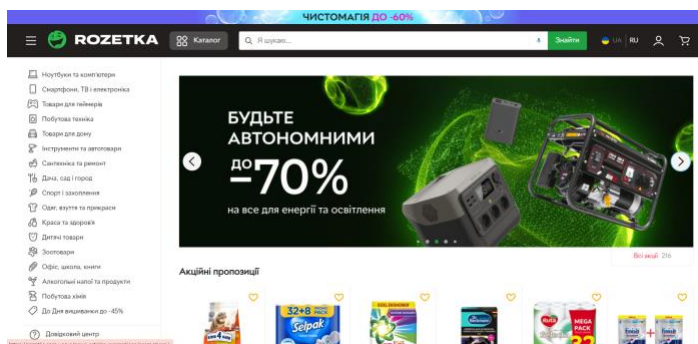 ЧИСТОМАГІЯ ДО -60%
ROZETKA
Каталог
Я шукаю...
Знайти
UA | RU
Ноутбуки та комп'ютери
Смартфони, ТВ і електроніка
Товари для геймерів
Побутова техніка
Товари для дому
Інструменти та автотовари
Сантехніка та ремонт
Дача, сад і город
Спорт і захоплення
Одяг, взуття та прикраси
Краса та здоров'я
Дитячі товари
Зоотовари
Офіс, школа, книги
Алкогольні напої та продукти
Побутова хімія
До Дня вишиванки до -45%
Довідковий центр
БУДЬТЕ
АВТОНОМНИМИ
ДО
−70%
на все для енергії та освітлення
Всі акції 216
Акційні пропозиції
32+8
Selpak
Ruta
MEGA
PACK
finish
finish